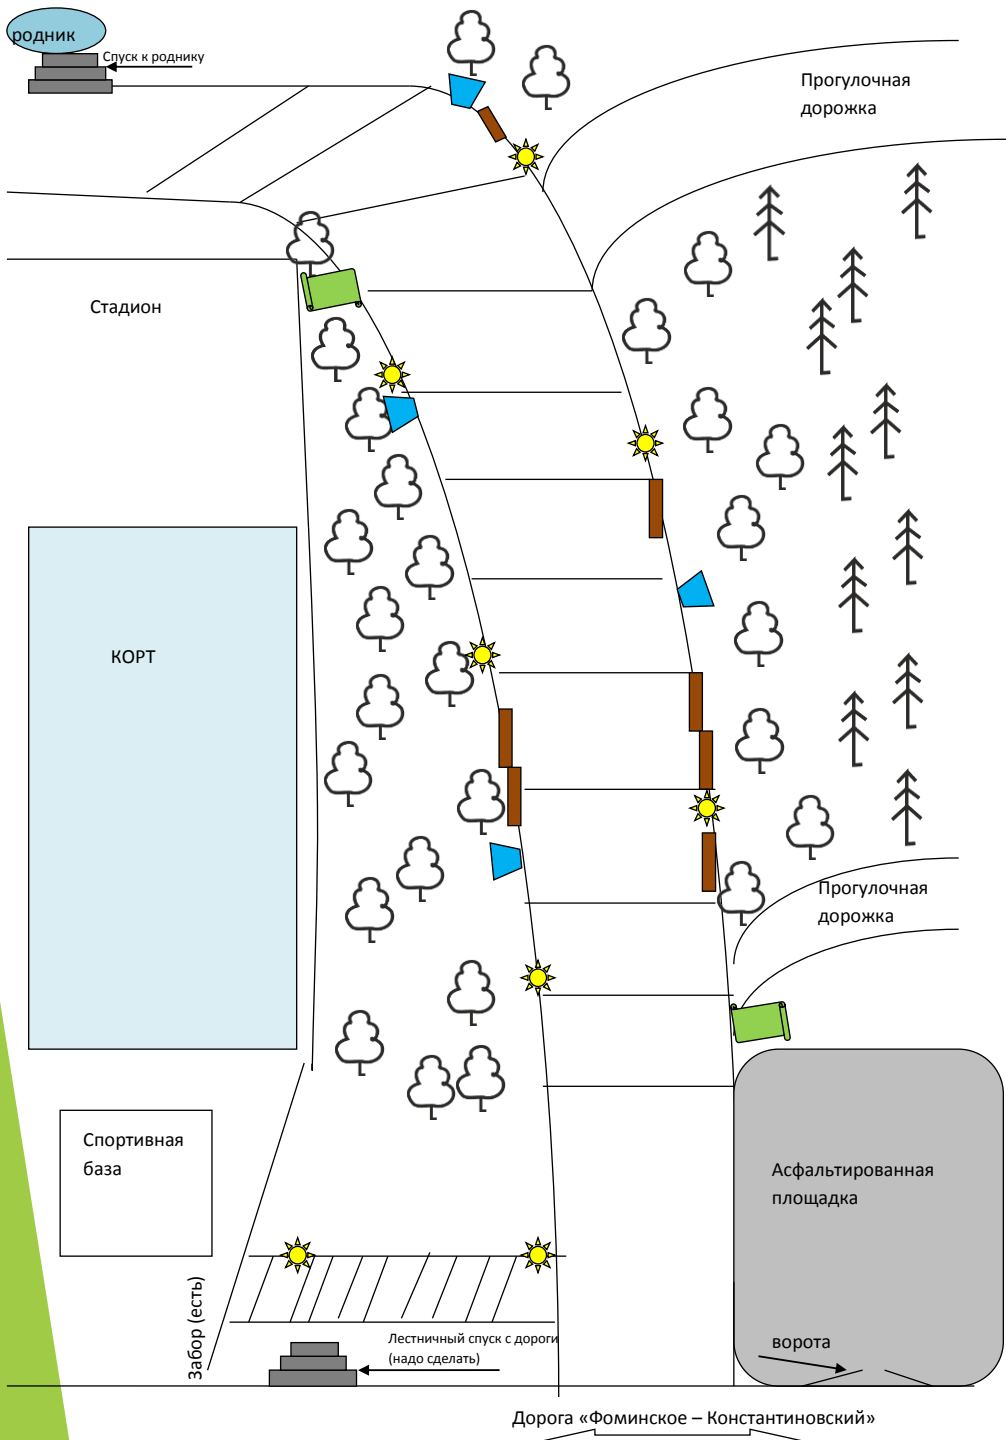 родник
Спуск к роднику
Прогулочная
дорожка
Стадион
КОРТ
Прогулочная
дорожка
Спортивная
база
Асфальтированная
площадка
Забор (есть)
Лестничный спуск с дороги
(надо сделать)
ворота
Дорога «Фоминское – Константиновский»